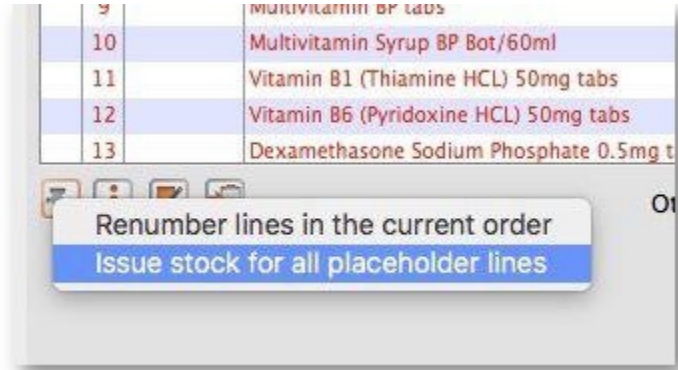 9 Multivitamin BP tabs
10 Multivitamin Syrup BP Bot/60ml
11 Vitamin B1 (Thiamine HCL) 50mg tabs
12 Vitamin B6 (Pyridoxine HCL) 50mg tabs
13 Dexamethasone Sodium Phosphate 0.5mg t
Ot
Renumber lines in the current order
Issue stock for all placeholder lines